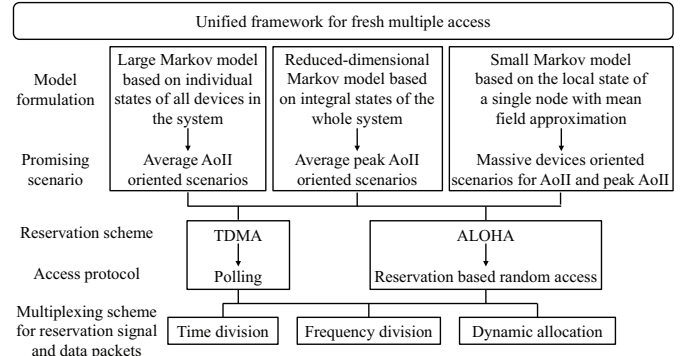 Unified framework for fresh multiple access
Model
formulation
Large Markov model
based on individual
states of all devices in
the system
Reduced-dimensional
Markov model based
on integral states of the
whole system
Small Markov model
based on the local state of
a single node with mean
field approximation
Promising
scenario
Average AoII
oriented scenarios
Average peak AoII
oriented scenarios
Massive devices oriented
scenarios for AoII and peak AoII
Reservation scheme
TDMA
ALOHA
Access protocol
Polling
Reservation based random access
Multiplexing scheme
for reservation signal
and data packets
Time division
Frequency division
Dynamic allocation